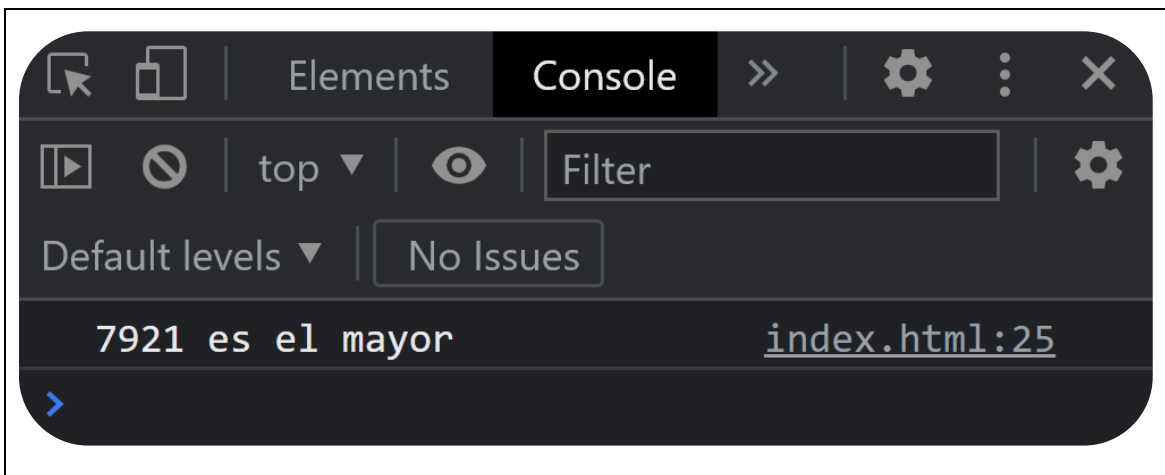 Elements Console
top Filter
Default levels No Issues
7921 es el mayor index.html:25